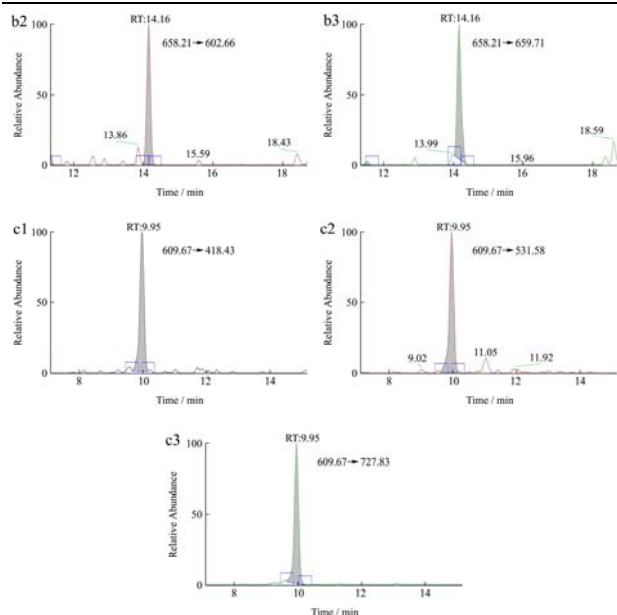 b2
RT:14.16
658.21→602.66
Relative Abundance
100
50
0
13.86
15.59
18.43
12
14
16
18
Time / min
b3
RT:14.16
658.21→659.71
Relative Abundance
100
50
0
13.99
15.96
18.59
12
14
16
18
Time / min
c1
RT:9.95
609.67→418.43
Relative Abundance
100
50
0
8
10
12
14
Time / min
c2
RT:9.95
609.67→531.58
Relative Abundance
100
50
0
9.02
11.05
11.92
8
10
12
14
Time / min
c3
RT:9.95
609.67→727.83
Relative Abundance
100
50
0
8
10
12
14
Time / min